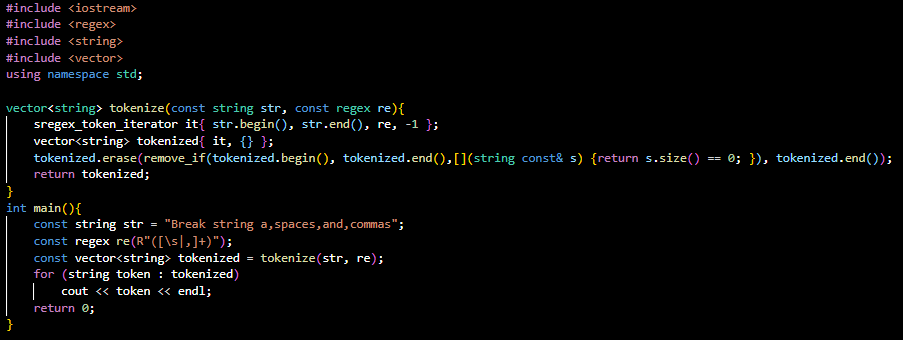 #include <iostream>
#include <regex>
#include <string>
#include <vector>
using namespace std;

vector<string> tokenize(const string str, const regex re){
    sregex_token_iterator it{ str.begin(), str.end(), re, -1 };
    vector<string> tokenized{ it, {} };
    tokenized.erase(remove_if(tokenized.begin(), tokenized.end(),[](string const& s) {return s.size() == 0; }), tokenized.end());
    return tokenized;
}
int main(){
    const string str = "Break string a,spaces,and,commas";
    const regex re(R"([\s|,]+)");
    const vector<string> tokenized = tokenize(str, re);
    for (string token : tokenized)
        cout << token << endl;
    return 0;
}